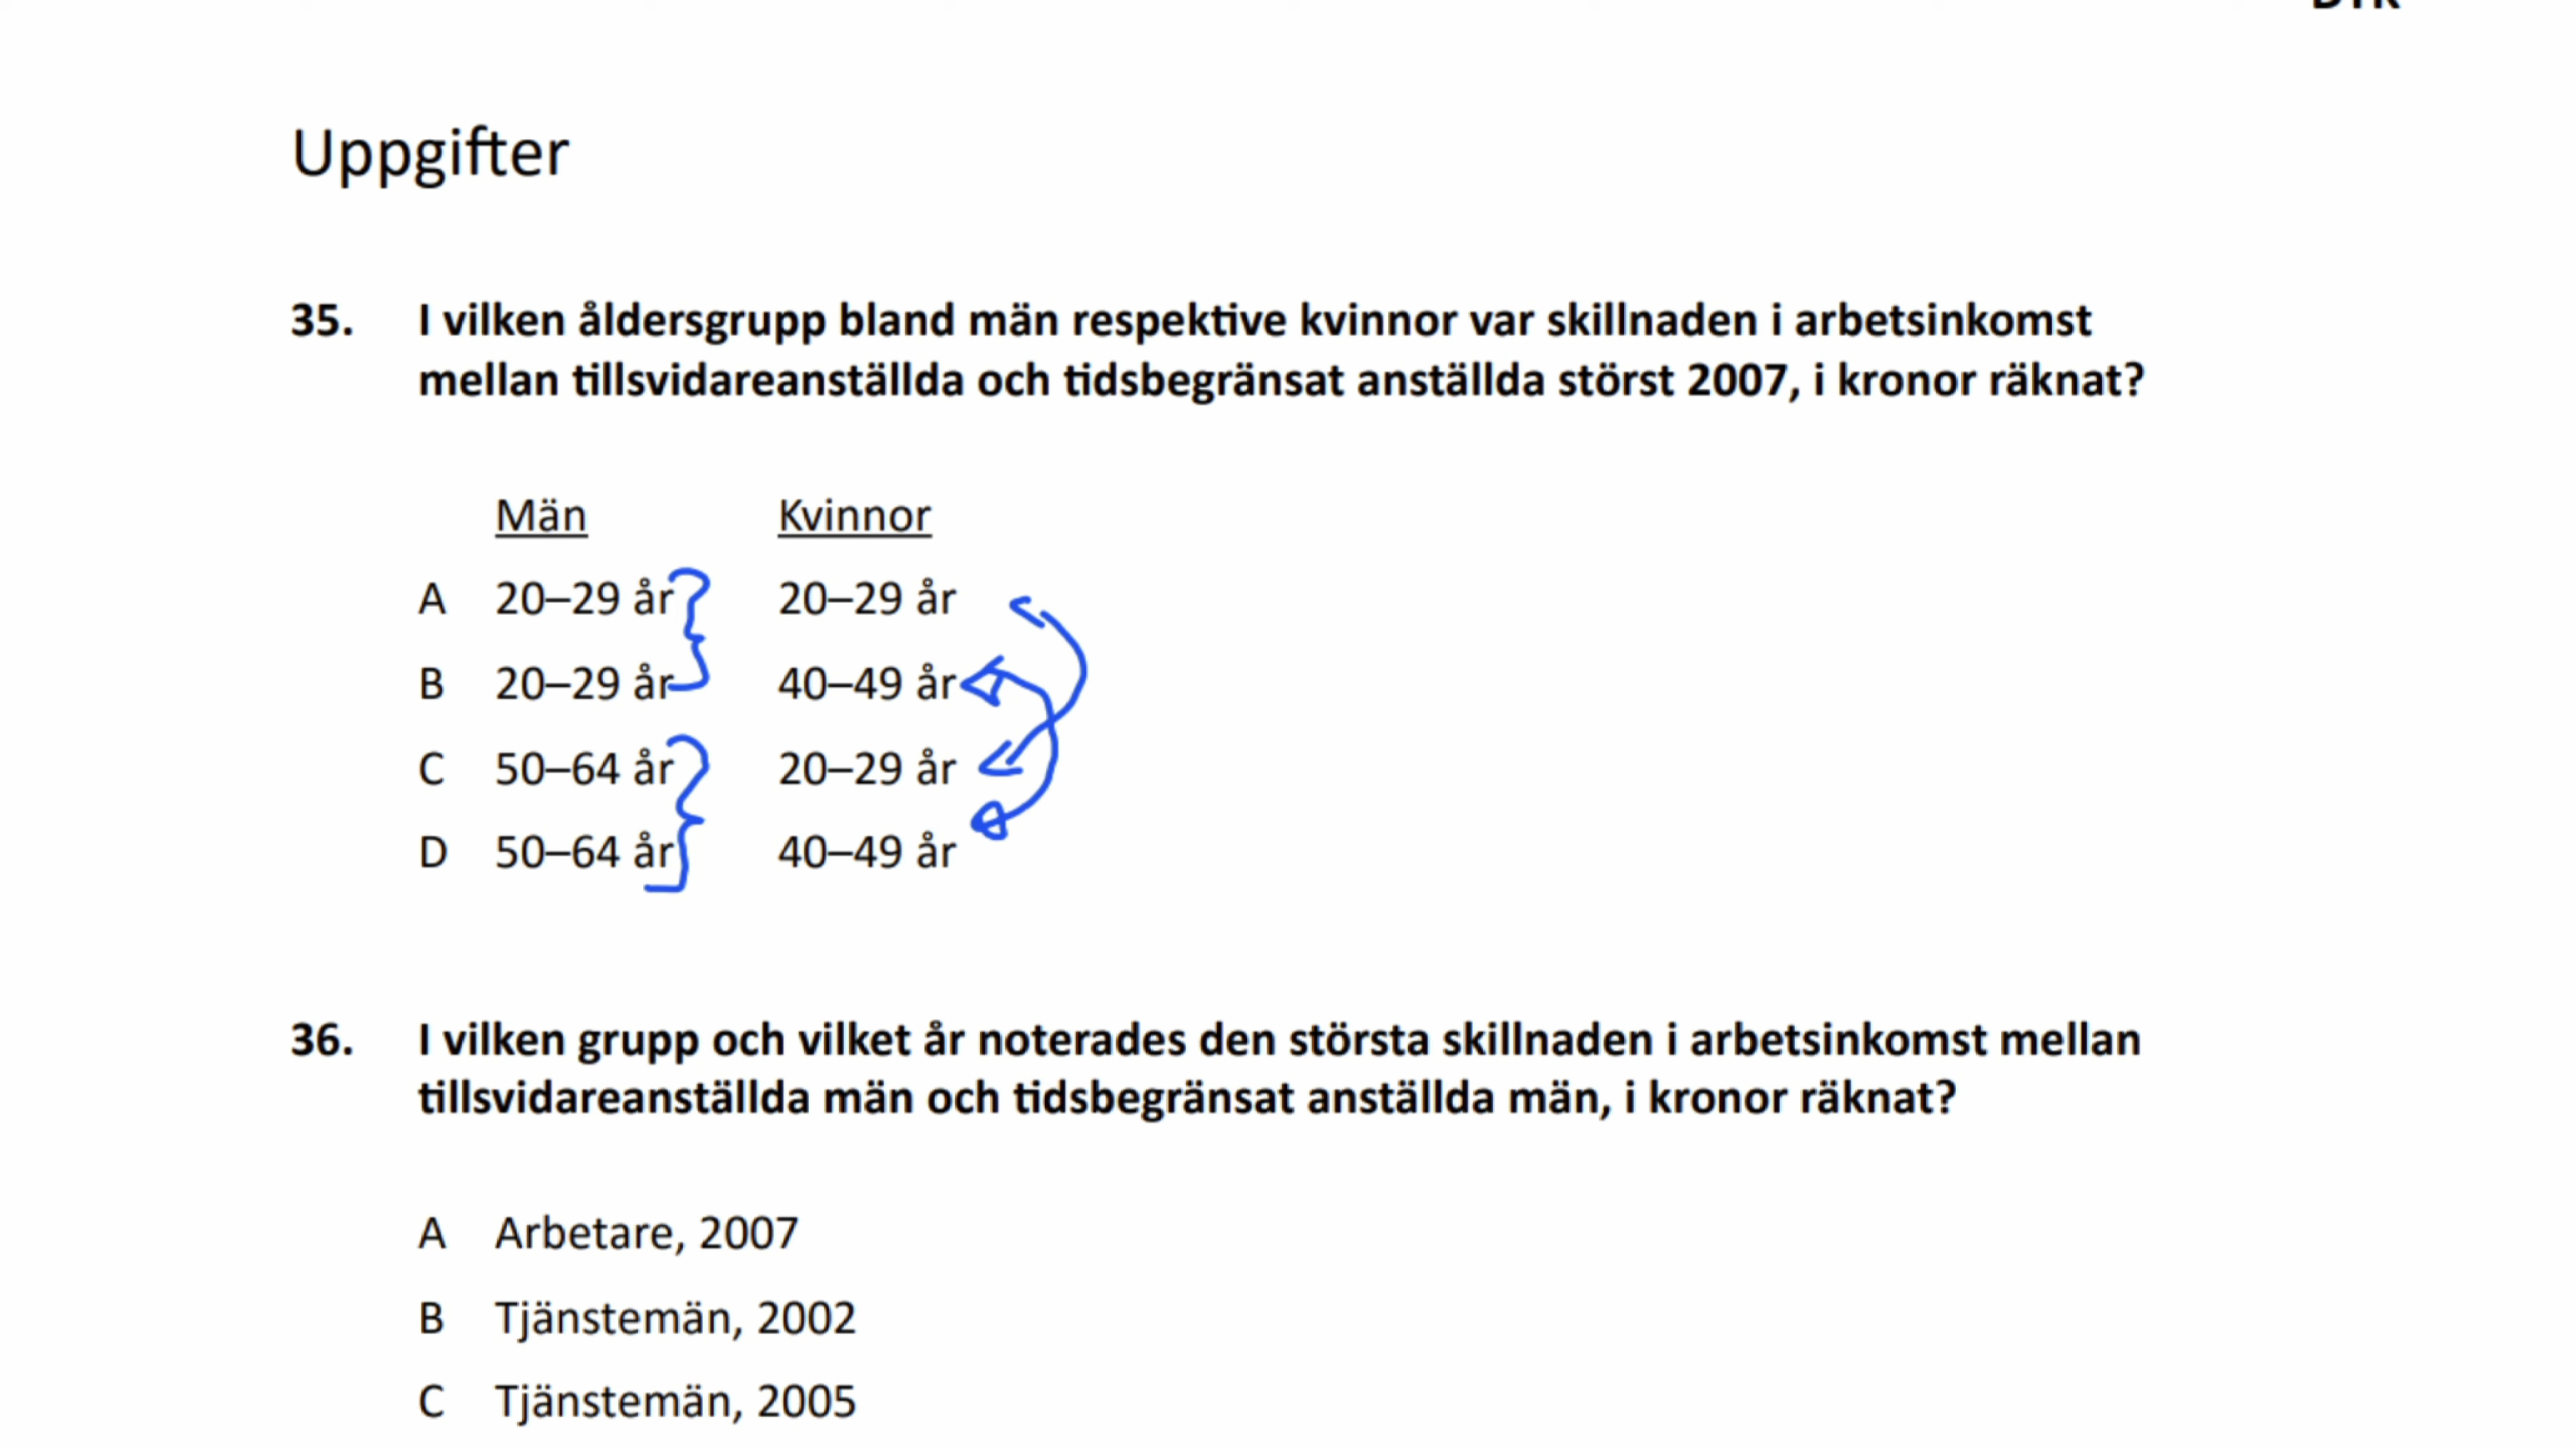 Uppgifter
35. I vilken åldersgrupp bland män respektive kvinnor var skillnaden i arbetsinkomst
mellan tillsvidareanställda och tidsbegränsat anställda störst 2007, i kronor räknat?
Män Kvinnor
A 20–29 år 20–29 år
B 20–29 år 40–49 år
C 50–64 år 20–29 år
D 50–64 år 40–49 år
36. I vilken grupp och vilket år noterades den största skillnaden i arbetsinkomst mellan
tillsvidareanställda män och tidsbegränsat anställda män, i kronor räknat?
A Arbetare, 2007
B Tjänstemän, 2002
C Tjänstemän, 2005